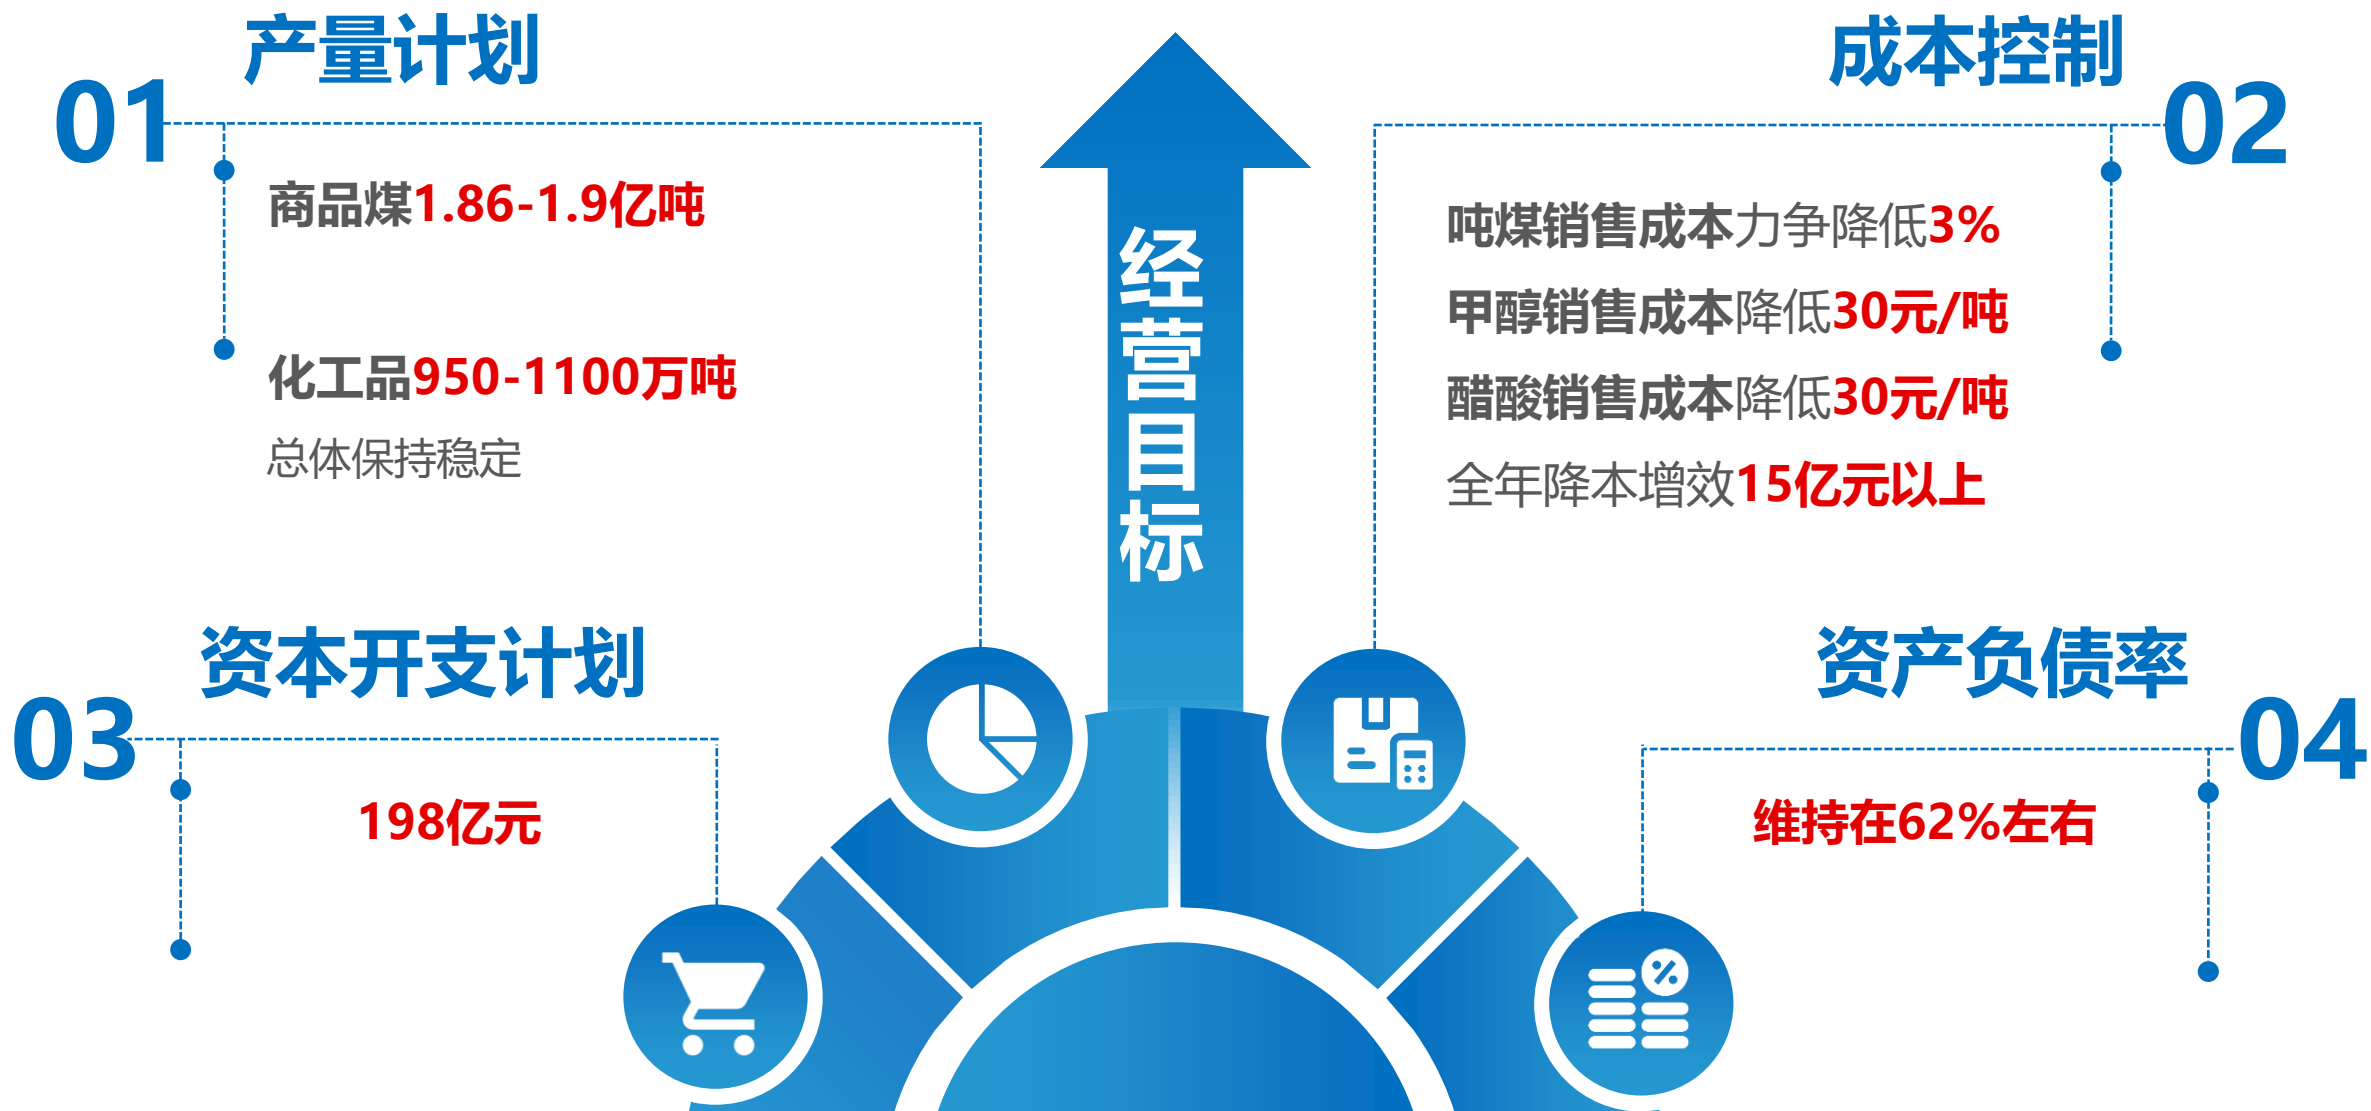 01
产量计划
商品煤1.86-1.9亿吨
化工品950-1100万吨
总体保持稳定
经营目标
成本控制
02
吨煤销售成本力争降低3%
甲醇销售成本降低30元/吨
醋酸销售成本降低30元/吨
全年降本增效15亿元以上
03
资本开支计划
198亿元
资产负债率
04
维持在62%左右
%